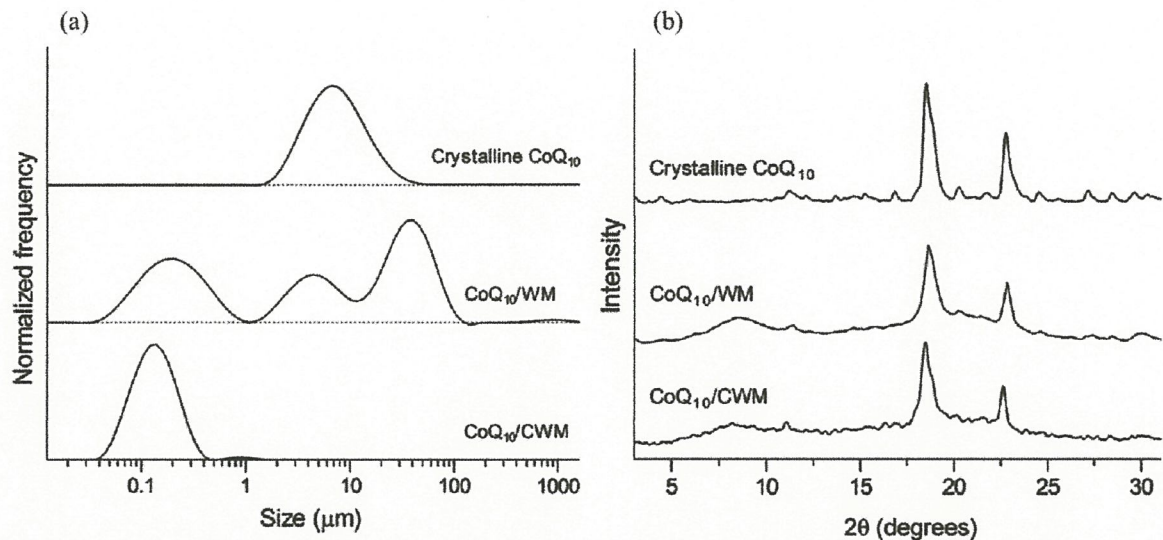 (a)
Normalized frequency
Crystalline CoQ₁₀
CoQ₁₀/WM
CoQ₁₀/CWM
0.1 1 10 100 1000
Size (μm)
(b)
Intensity
Crystalline CoQ₁₀
CoQ₁₀/WM
CoQ₁₀/CWM
5 10 15 20 25 30
2θ (degrees)